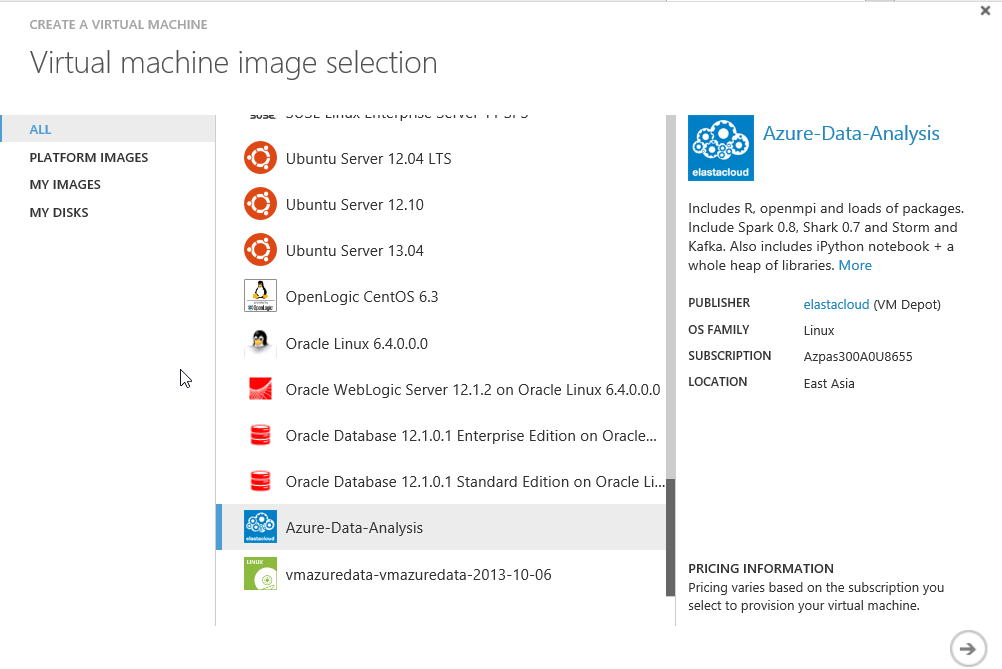 CREATE A VIRTUAL MACHINE
Virtual machine image selection
ALL
PLATFORM IMAGES
MY IMAGES
MY DISKS
SUSE Linux Enterprise Server 11 SP3
Ubuntu Server 12.04 LTS
Ubuntu Server 12.10
Ubuntu Server 13.04
OpenLogic CentOS 6.3
Oracle Linux 6.4.0.0.0
Oracle WebLogic Server 12.1.2 on Oracle Linux 6.4.0.0.0
Oracle Database 12.1.0.1 Enterprise Edition on Oracle...
Oracle Database 12.1.0.1 Standard Edition on Oracle Li...
elastacloud
Azure-Data-Analysis
LINUX
vmazuredata-vmazuredata-2013-10-06
elastacloud
Azure-Data-Analysis
Includes R, openmpi and loads of packages.
Include Spark 0.8, Shark 0.7 and Storm and
Kafka. Also includes iPython notebook + a
whole heap of libraries. More
PUBLISHER elastacloud (VM Depot)
OS FAMILY Linux
SUBSCRIPTION Azpas300A0U8655
LOCATION East Asia
PRICING INFORMATION
Pricing varies based on the subscription you
select to provision your virtual machine.